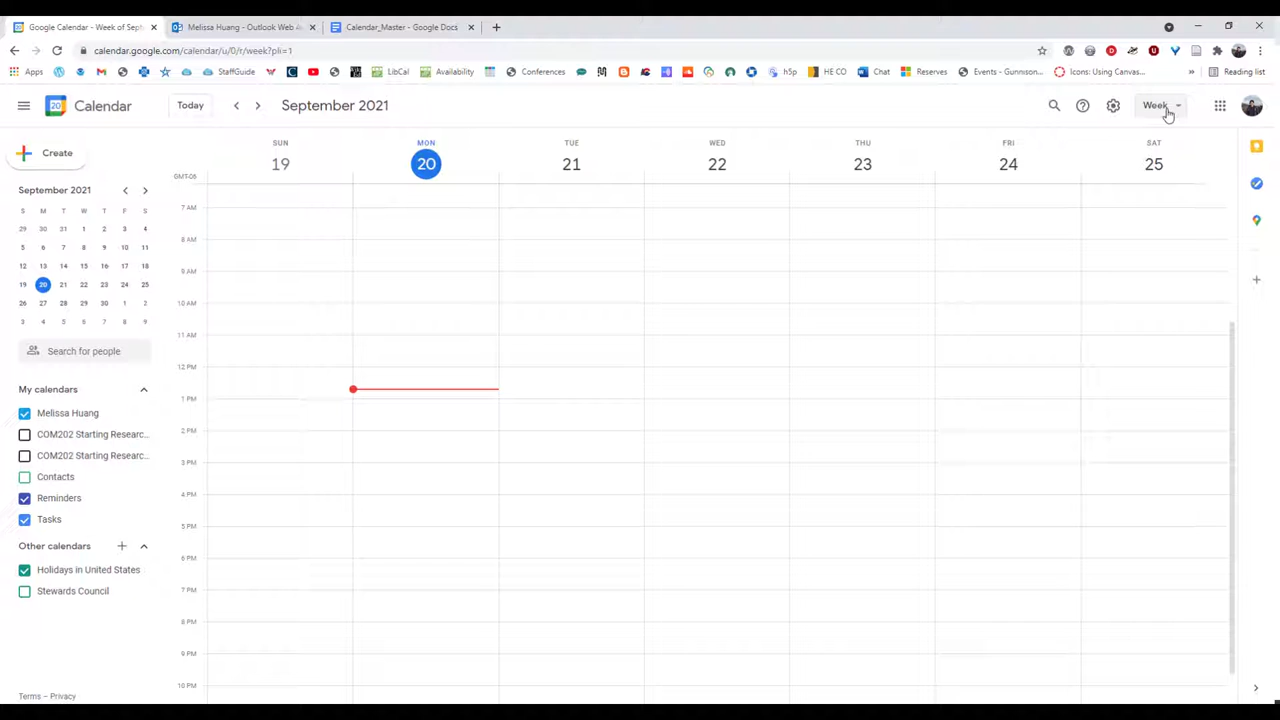 Google Calendar - Week of Sept
Melissa Huang - Outlook Web A
Calendar_Master - Google Docs
calendar.google.com/calendar/u/0/r/week?pli=1
Apps
StaffGuide
LibCal
Availability
Conferences
h5p
HE CO
Chat
Reserves
Events - Gunnison...
Icons: Using Canvas...
»
Reading list
20
Calendar
Today
September 2021
Week
Create
September 2021
S M T W T F S
29 30 31 1 2 3 4
5 6 7 8 9 10 11
12 13 14 15 16 17 18
19 20 21 22 23 24 25
26 27 28 29 30 1 2
3 4 5 6 7 8 9
Search for people
My calendars
Melissa Huang
COM202 Starting Researc...
COM202 Starting Researc...
Contacts
Reminders
Tasks
Other calendars
Holidays in United States
Stewards Council
Terms – Privacy
SUN MON TUE WED THU FRI SAT
19 20 21 22 23 24 25
GMT-06
7 AM
8 AM
9 AM
10 AM
11 AM
12 PM
1 PM
2 PM
3 PM
4 PM
5 PM
6 PM
7 PM
8 PM
9 PM
10 PM